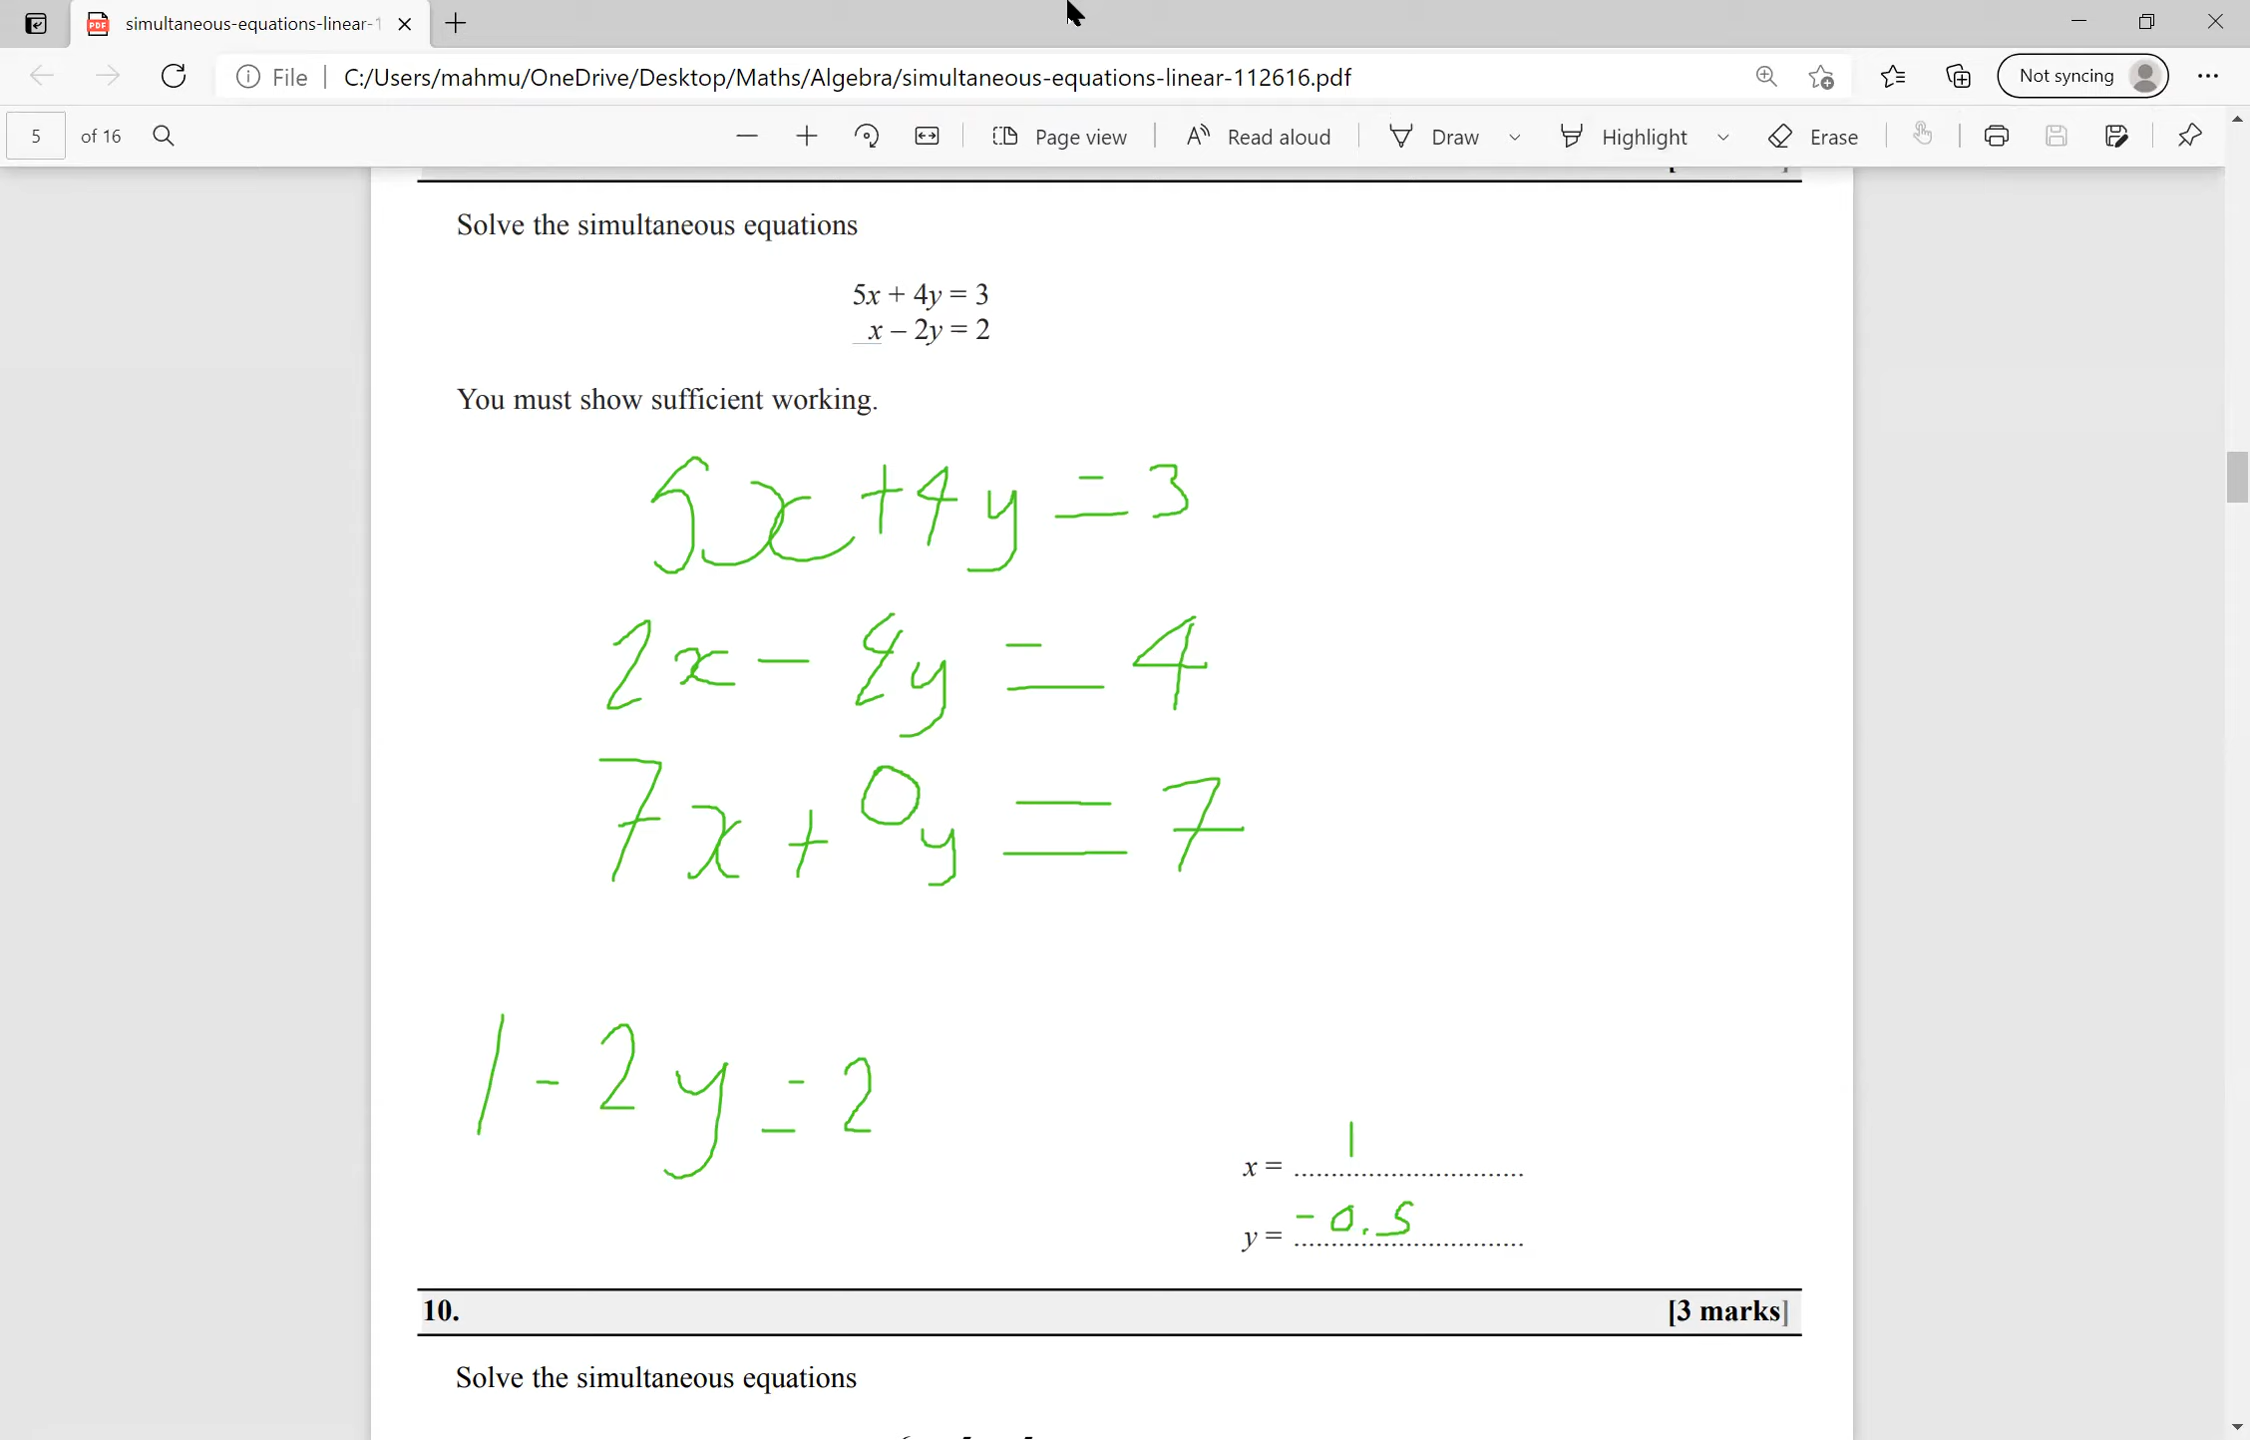 simultaneous-equations-linear-1
File
C:/Users/mahmu/OneDrive/Desktop/Maths/Algebra/simultaneous-equations-linear-112616.pdf
Not syncing
5 of 16
Page view
Read aloud
Draw
Highlight
Erase
Solve the simultaneous equations
5x + 4y = 3
x – 2y = 2
You must show sufficient working.
5x + 4y = 3
2x - 4y = 4
7x + 0y = 7
1 - 2y = 2
x = 1
y = -0.5
10. [3 marks]
Solve the simultaneous equations